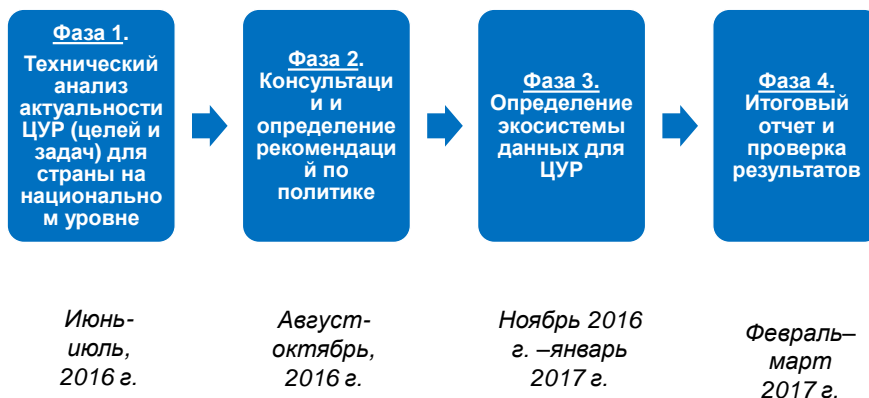 Фаза 1.
Технический
анализ
актуальности
ЦУР (целей и
задач) для
страны на
национально
м уровне
Фаза 2.
Консультаци
и и
определение
рекомендаци
й по
политике
Фаза 3.
Определение
экосистемы
данных для
ЦУР
Фаза 4.
Итоговый
отчет и
проверка
результатов
Июнь-
июль,
2016 г.
Август-
октябрь,
2016 г.
Ноябрь 2016
г. –январь
2017 г.
Февраль–
март
2017 г.